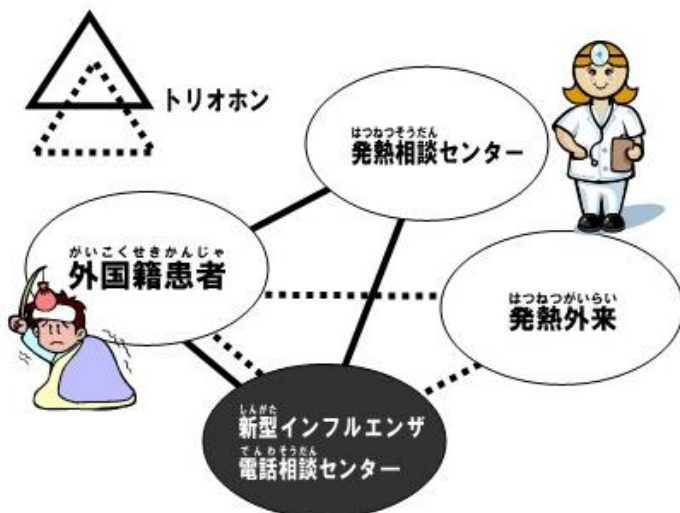 トリオホン
はつねつそうだん
発熱相談センター
がいこくせきかんじゃ
外国籍患者
はつねつがいらい
発熱外来
しんがた
新型インフルエンザ
でんわそうだん
電話相談センター